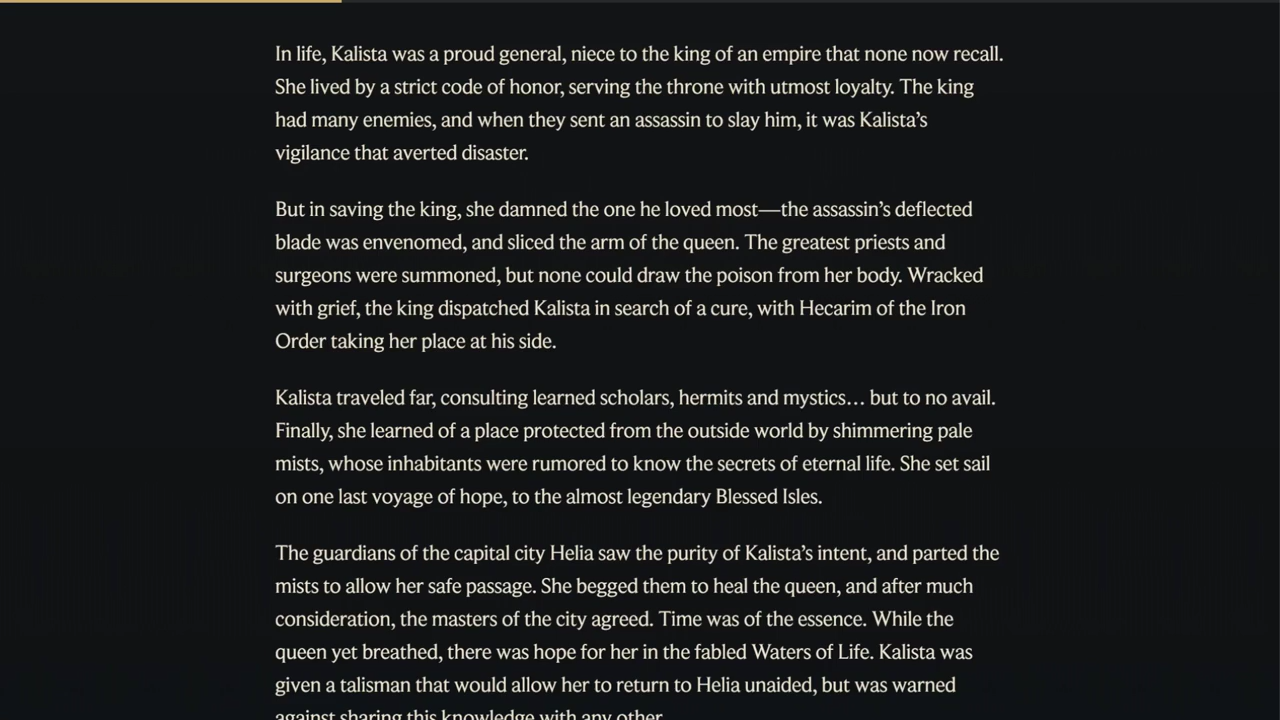 In life, Kalista was a proud general, niece to the king of an empire that none now recall.
She lived by a strict code of honor, serving the throne with utmost loyalty. The king
had many enemies, and when they sent an assassin to slay him, it was Kalista’s
vigilance that averted disaster.
But in saving the king, she damned the one he loved most—the assassin’s deflected
blade was envenomed, and sliced the arm of the queen. The greatest priests and
surgeons were summoned, but none could draw the poison from her body. Wracked
with grief, the king dispatched Kalista in search of a cure, with Hecarim of the Iron
Order taking her place at his side.
Kalista traveled far, consulting learned scholars, hermits and mystics… but to no avail.
Finally, she learned of a place protected from the outside world by shimmering pale
mists, whose inhabitants were rumored to know the secrets of eternal life. She set sail
on one last voyage of hope, to the almost legendary Blessed Isles.
The guardians of the capital city Helia saw the purity of Kalista’s intent, and parted the
mists to allow her safe passage. She begged them to heal the queen, and after much
consideration, the masters of the city agreed. Time was of the essence. While the
queen yet breathed, there was hope for her in the fabled Waters of Life. Kalista was
given a talisman that would allow her to return to Helia unaided, but was warned
against sharing this knowledge with any other.